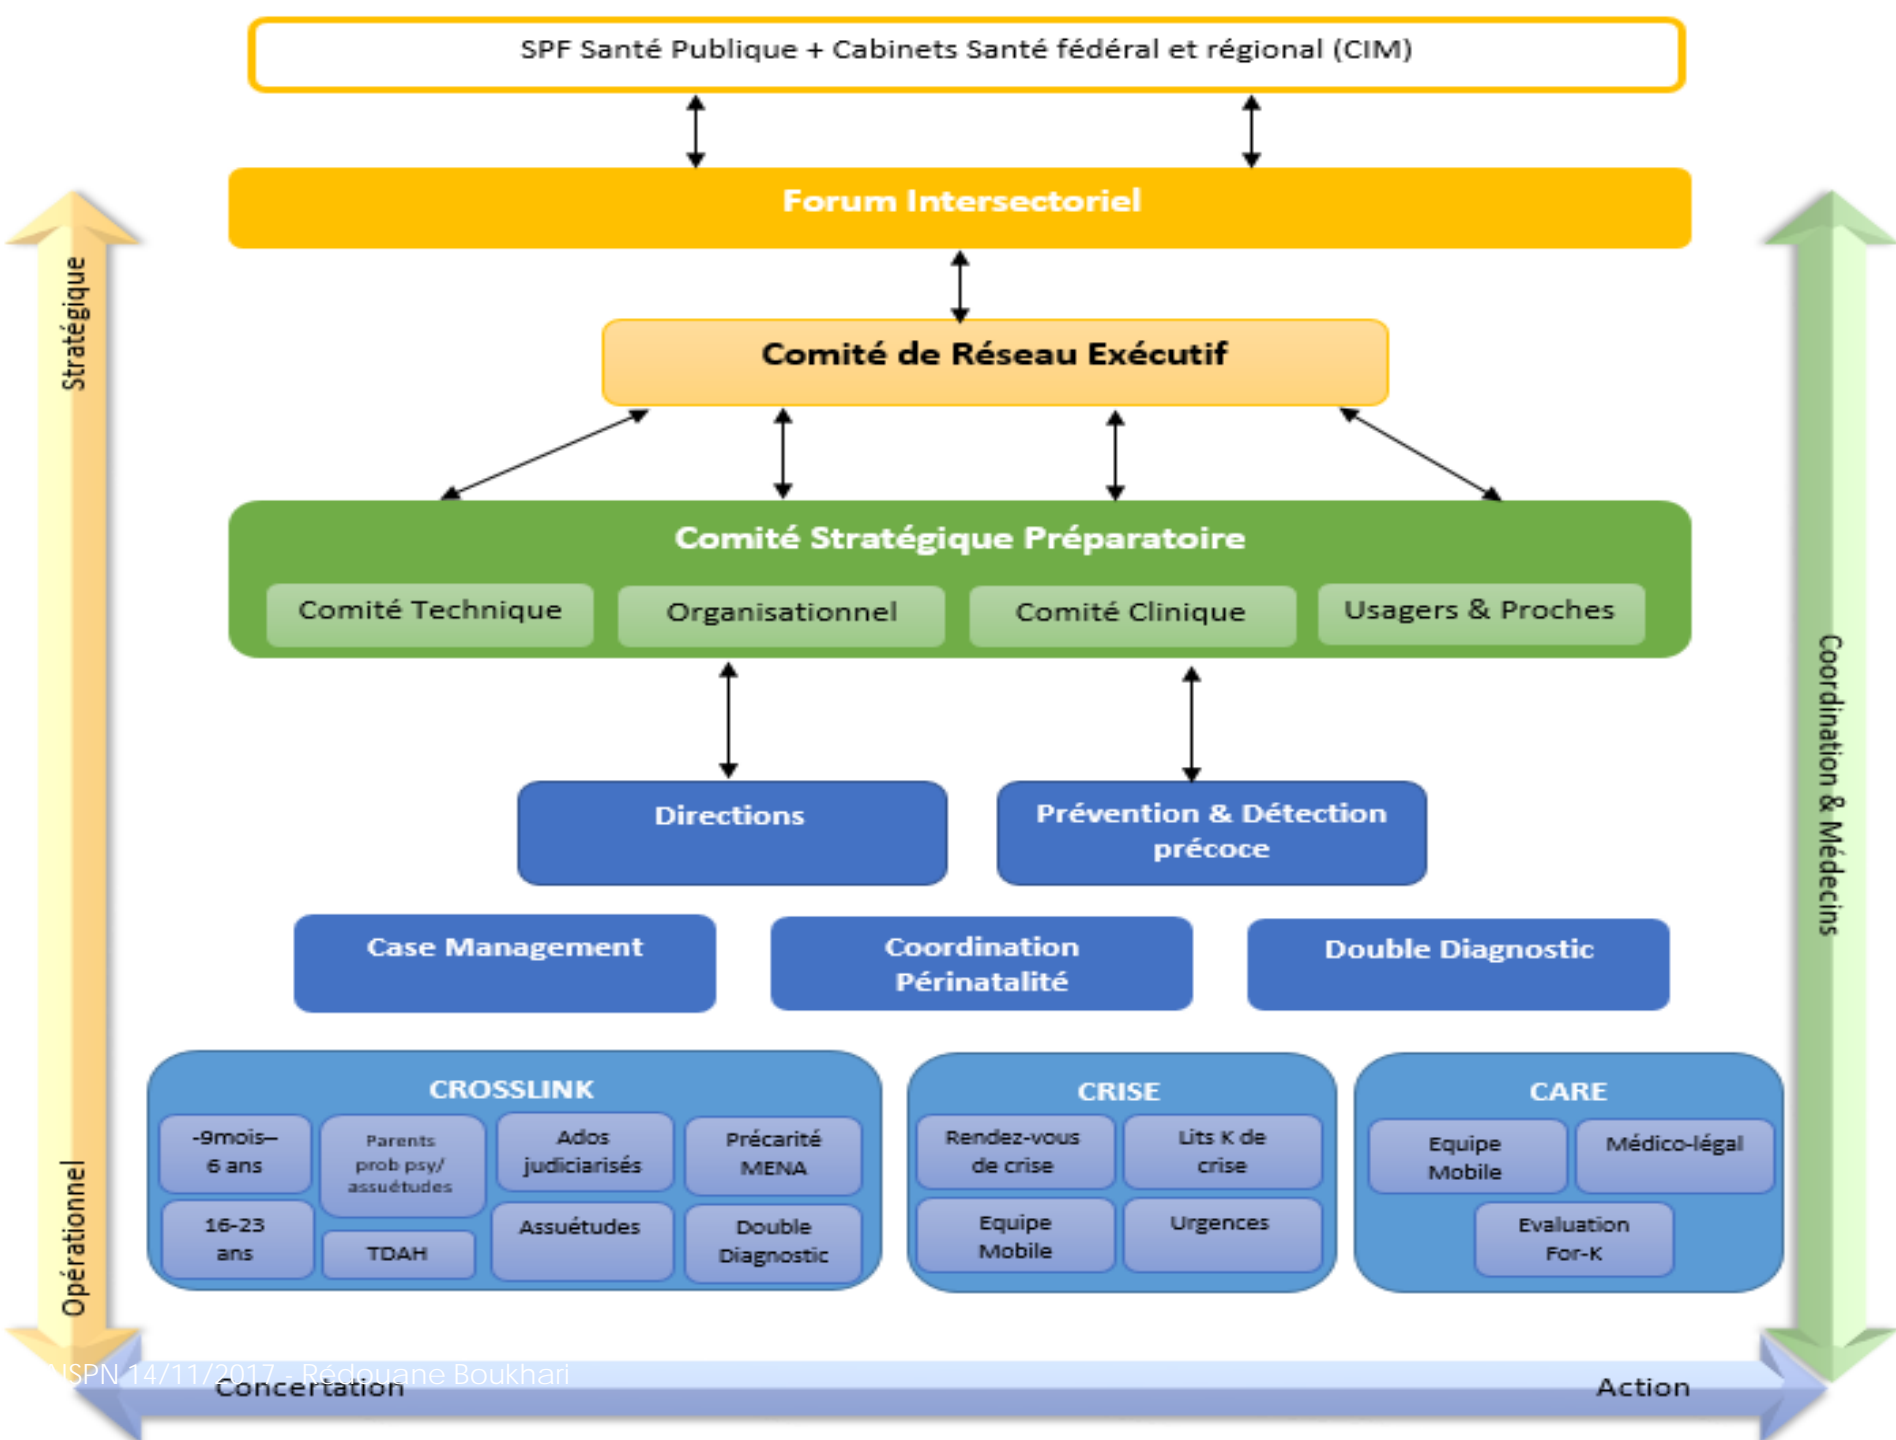 SPF Santé Publique + Cabinets Santé fédéral et régional (CIM)
Forum Intersectoriel
Stratégique
Comité de Réseau Exécutif
Comité Stratégique Préparatoire
Comité Technique
Organisationnel
Comité Clinique
Usagers & Proches
Coordination & Médecins
Directions
Prévention & Détection
précoce
Case Management
Coordination
Périnatalité
Double Diagnostic
CROSSLINK
-9mois–
6 ans
Parents
prob psy/
assuétudes
Ados
judiciarisés
Précarité
MENA
16-23
ans
TDAH
Assuétudes
Double
Diagnostic
CRISE
Rendez-vous
de crise
Lits K de
crise
Equipe
Mobile
Urgences
CARE
Equipe
Mobile
Médico-légal
Evaluation
For-K
Opérationnel
14/11/2017 - Rédouane Boukhari
Concertation
Action